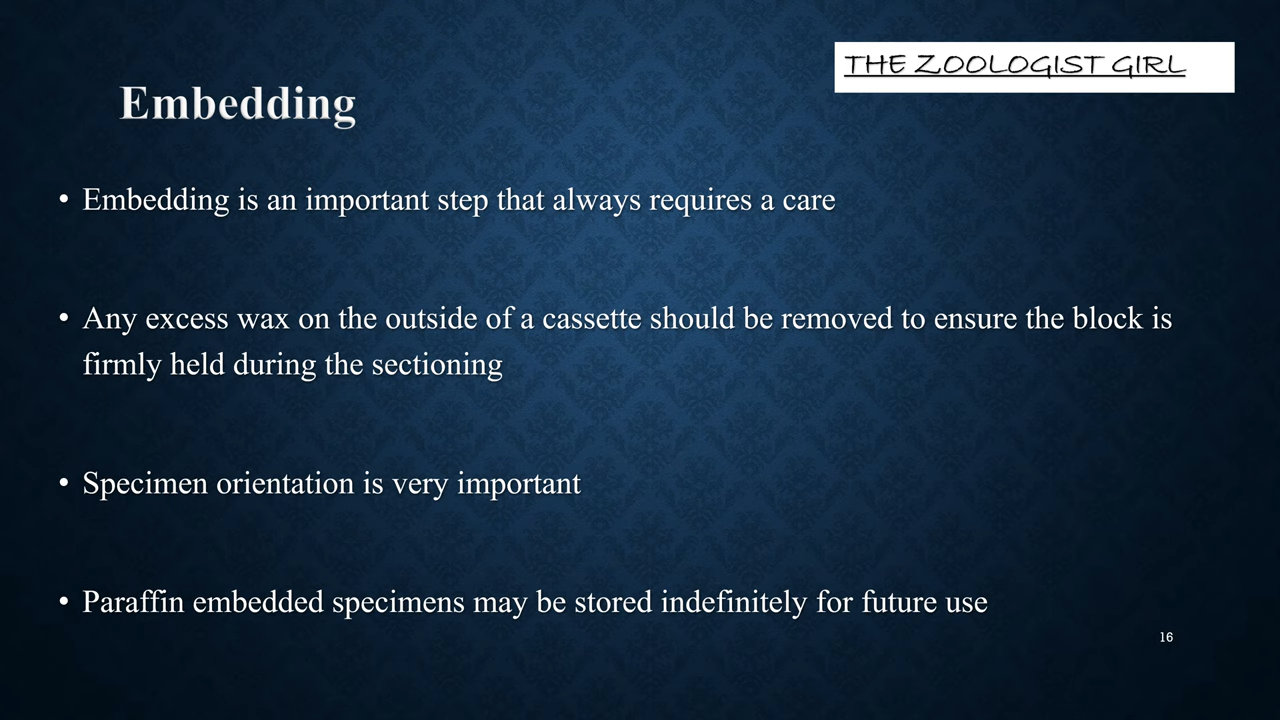 THE ZOOLOGIST GIRL
Embedding
• Embedding is an important step that always requires a care
• Any excess wax on the outside of a cassette should be removed to ensure the block is
firmly held during the sectioning
• Specimen orientation is very important
• Paraffin embedded specimens may be stored indefinitely for future use
16